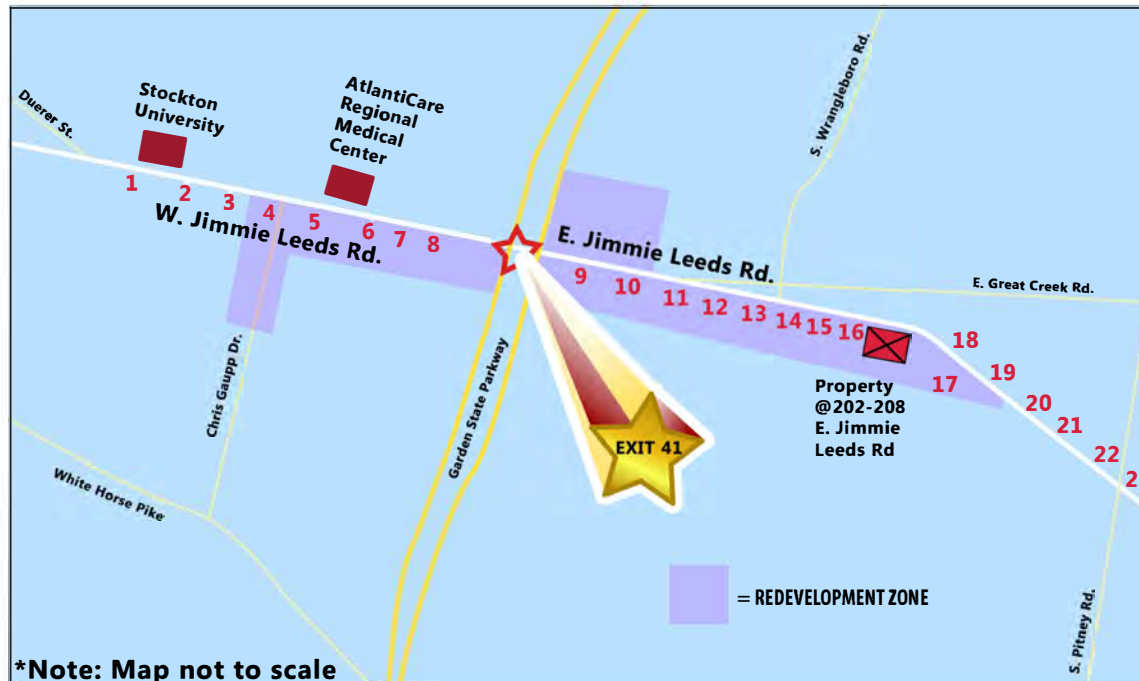 Duerer St.
Stockton
University
AtlantiCare
Regional
Medical
Center
S. Wrangleboro Rd.
1
2
3
4
5
6
7
8
W. Jimmie Leeds Rd.
E. Jimmie Leeds Rd.
9
10
11
12
13
14
15
16
17
18
19
20
21
22
E. Great Creek Rd.
Chris Gaupp Dr.
Garden State Parkway
Property
@202-208
E. Jimmie
Leeds Rd
EXIT 41
White Horse Pike
= REDEVELOPMENT ZONE
S. Pitney Rd.
*Note: Map not to scale